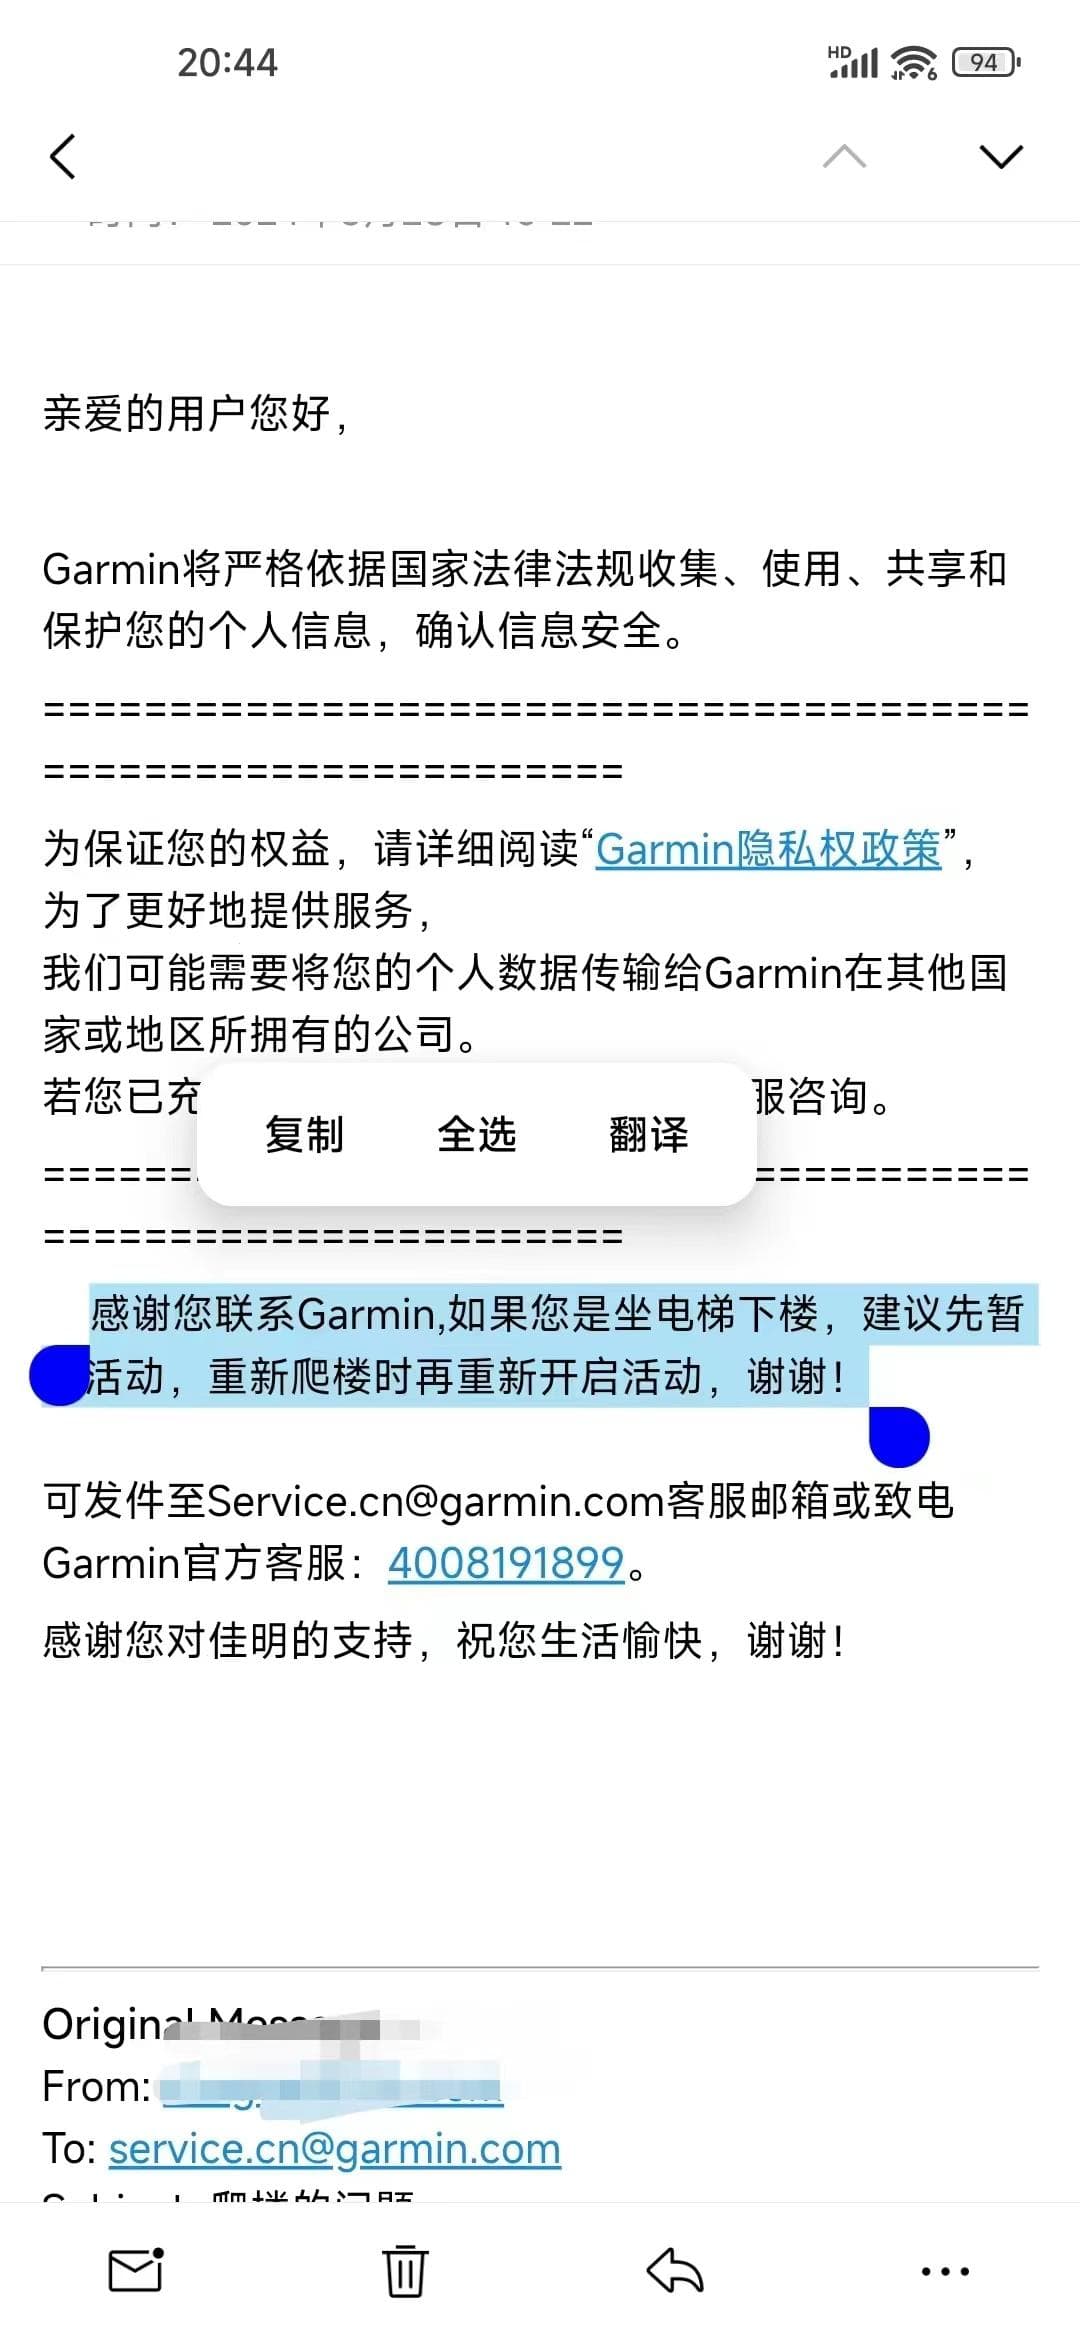 20:44
HD
6
94
亲爱的用户您好，
Garmin将严格依据国家法律法规收集、使用、共享和
保护您的个人信息，确认信息安全。
=======================================
=======================
为保证您的权益，请详细阅读“Garmin隐私权政策”，
为了更好地提供服务，
我们可能需要将您的个人数据传输给Garmin在其他国
家或地区所拥有的公司。
若您已充 服咨询。
复制 全选 翻译
====== ===========
=======================
感谢您联系Garmin,如果您是坐电梯下楼，建议先暂
活动，重新爬楼时再重新开启活动，谢谢！
可发件至Service.cn@garmin.com客服邮箱或致电
Garmin官方客服：4008191899。
感谢您对佳明的支持，祝您生活愉快，谢谢！
Original
From:
To: service.cn@garmin.com
爬楼的问题